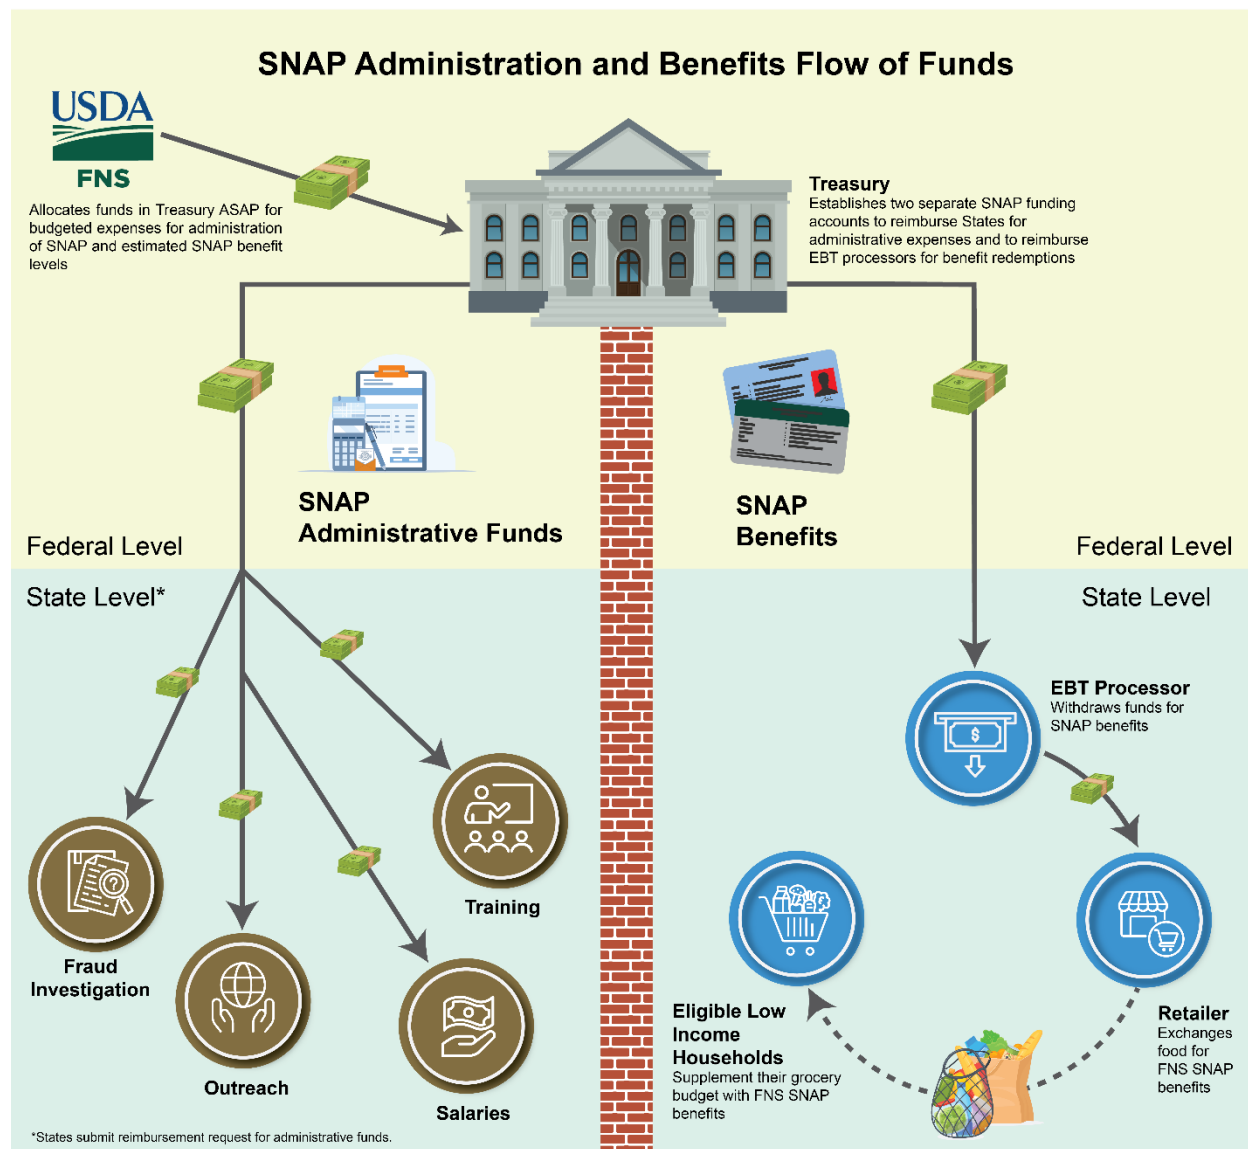 SNAP Administration and Benefits Flow of Funds
USDA
FNS
Allocates funds in Treasury ASAP for
budgeted expenses for administration
of SNAP and estimated SNAP benefit
levels
Treasury
Establishes two separate SNAP funding
accounts to reimburse States for
administrative expenses and to reimburse
EBT processors for benefit redemptions
SNAP
Administrative Funds
SNAP
Benefits
Federal Level
Federal Level
State Level*
State Level
EBT Processor
Withdraws funds for
SNAP benefits
$
Training
Fraud
Investigation
?
Outreach
Salaries
Eligible Low
Income
Households
Supplement their grocery
budget with FNS SNAP
benefits
Retailer
Exchanges
food for
FNS SNAP
benefits
*States submit reimbursement request for administrative funds.